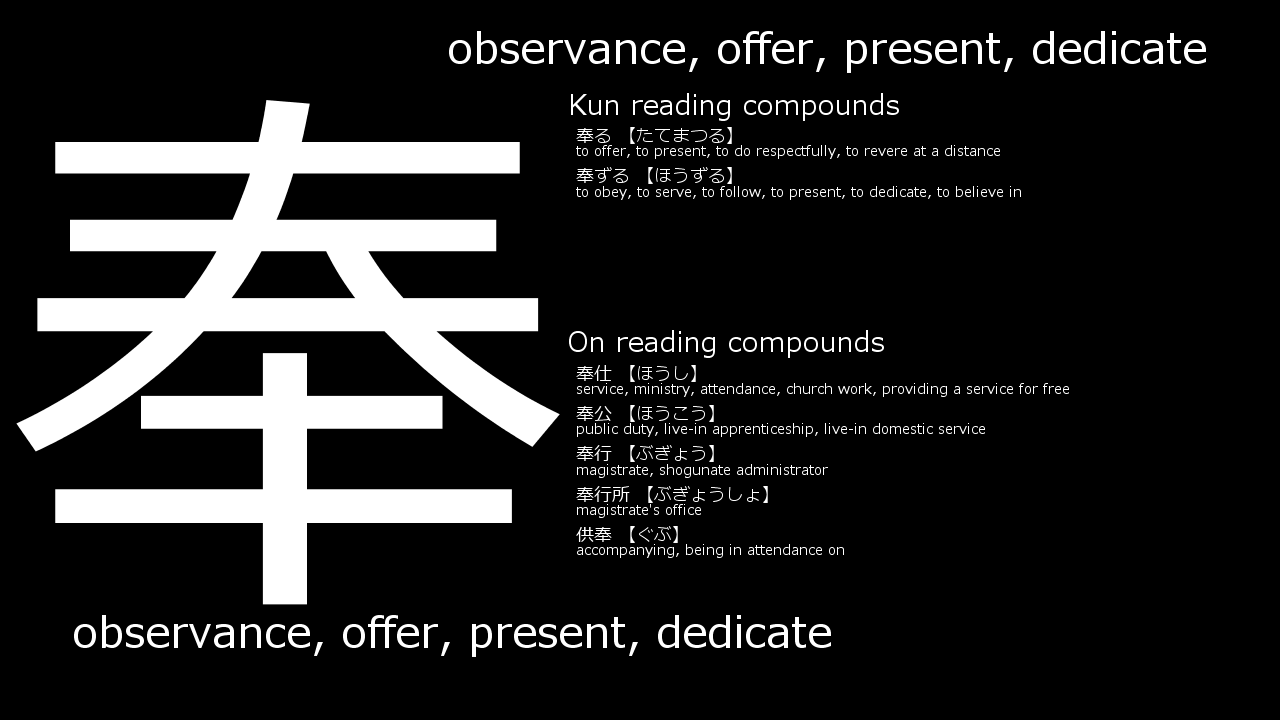 observance, offer, present, dedicate
奉
Kun reading compounds
奉る 【たてまつる】
to offer, to present, to do respectfully, to revere at a distance
奉ずる 【ほうずる】
to obey, to serve, to follow, to present, to dedicate, to believe in
On reading compounds
奉仕 【ほうし】
service, ministry, attendance, church work, providing a service for free
奉公 【ほうこう】
public duty, live-in apprenticeship, live-in domestic service
奉行 【ぶぎょう】
magistrate, shogunate administrator
奉行所 【ぶぎょうしょ】
magistrate's office
供奉 【ぐぶ】
accompanying, being in attendance on
observance, offer, present, dedicate